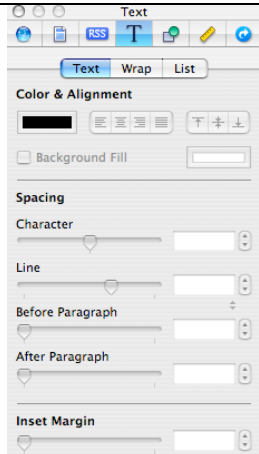 Text
RSS T
Text Wrap List
Color & Alignment
Background Fill
Spacing
Character
Line
Before Paragraph
After Paragraph
Inset Margin